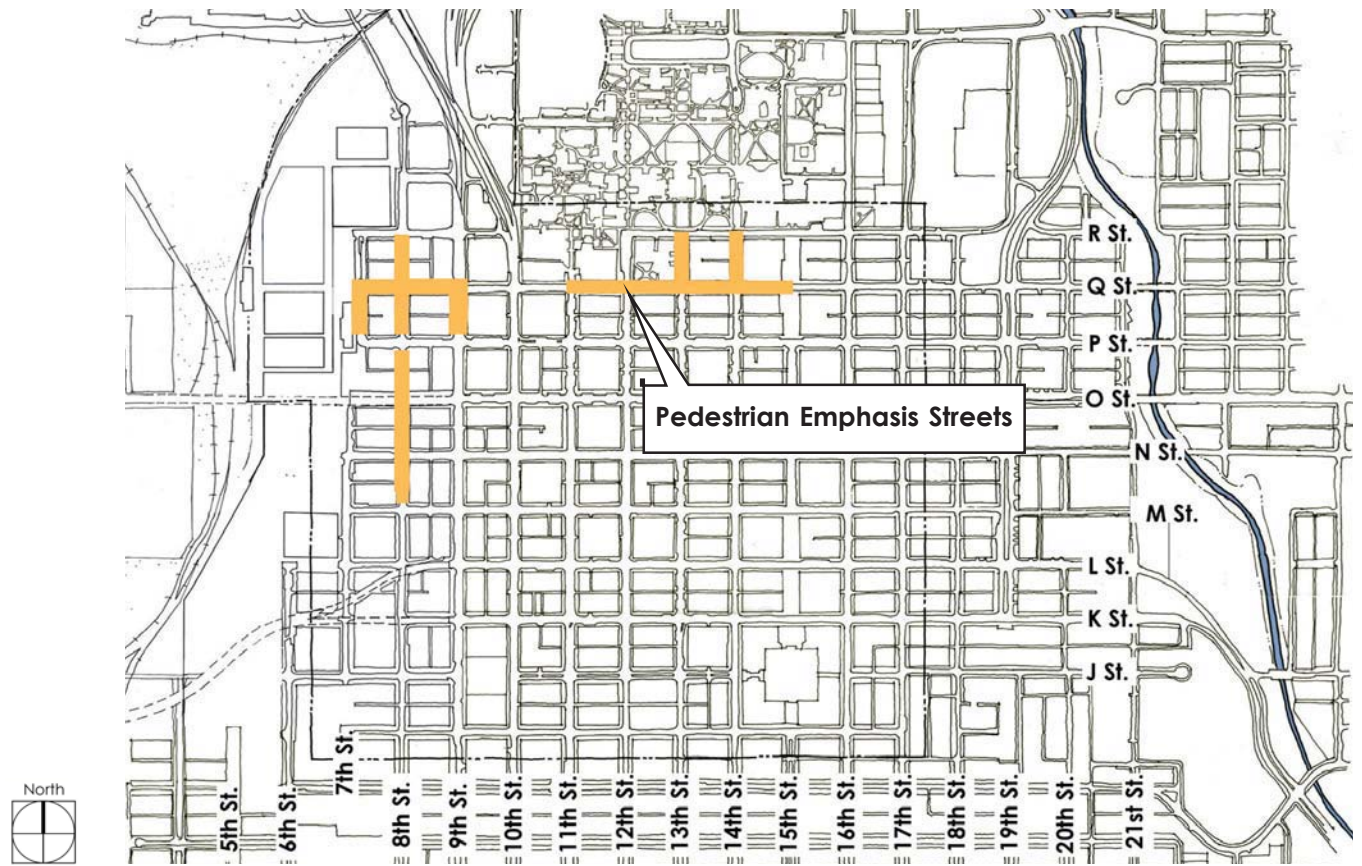 R St.
Q St.
P St.
Pedestrian Emphasis Streets
O St.
N St.
M St.
L St.
K St.
J St.
North
5th St.
6th St.
7th St.
8th St.
9th St.
10th St.
11th St.
12th St.
13th St.
14th St.
15th St.
16th St.
17th St.
18th St.
19th St.
20th St.
21st St.